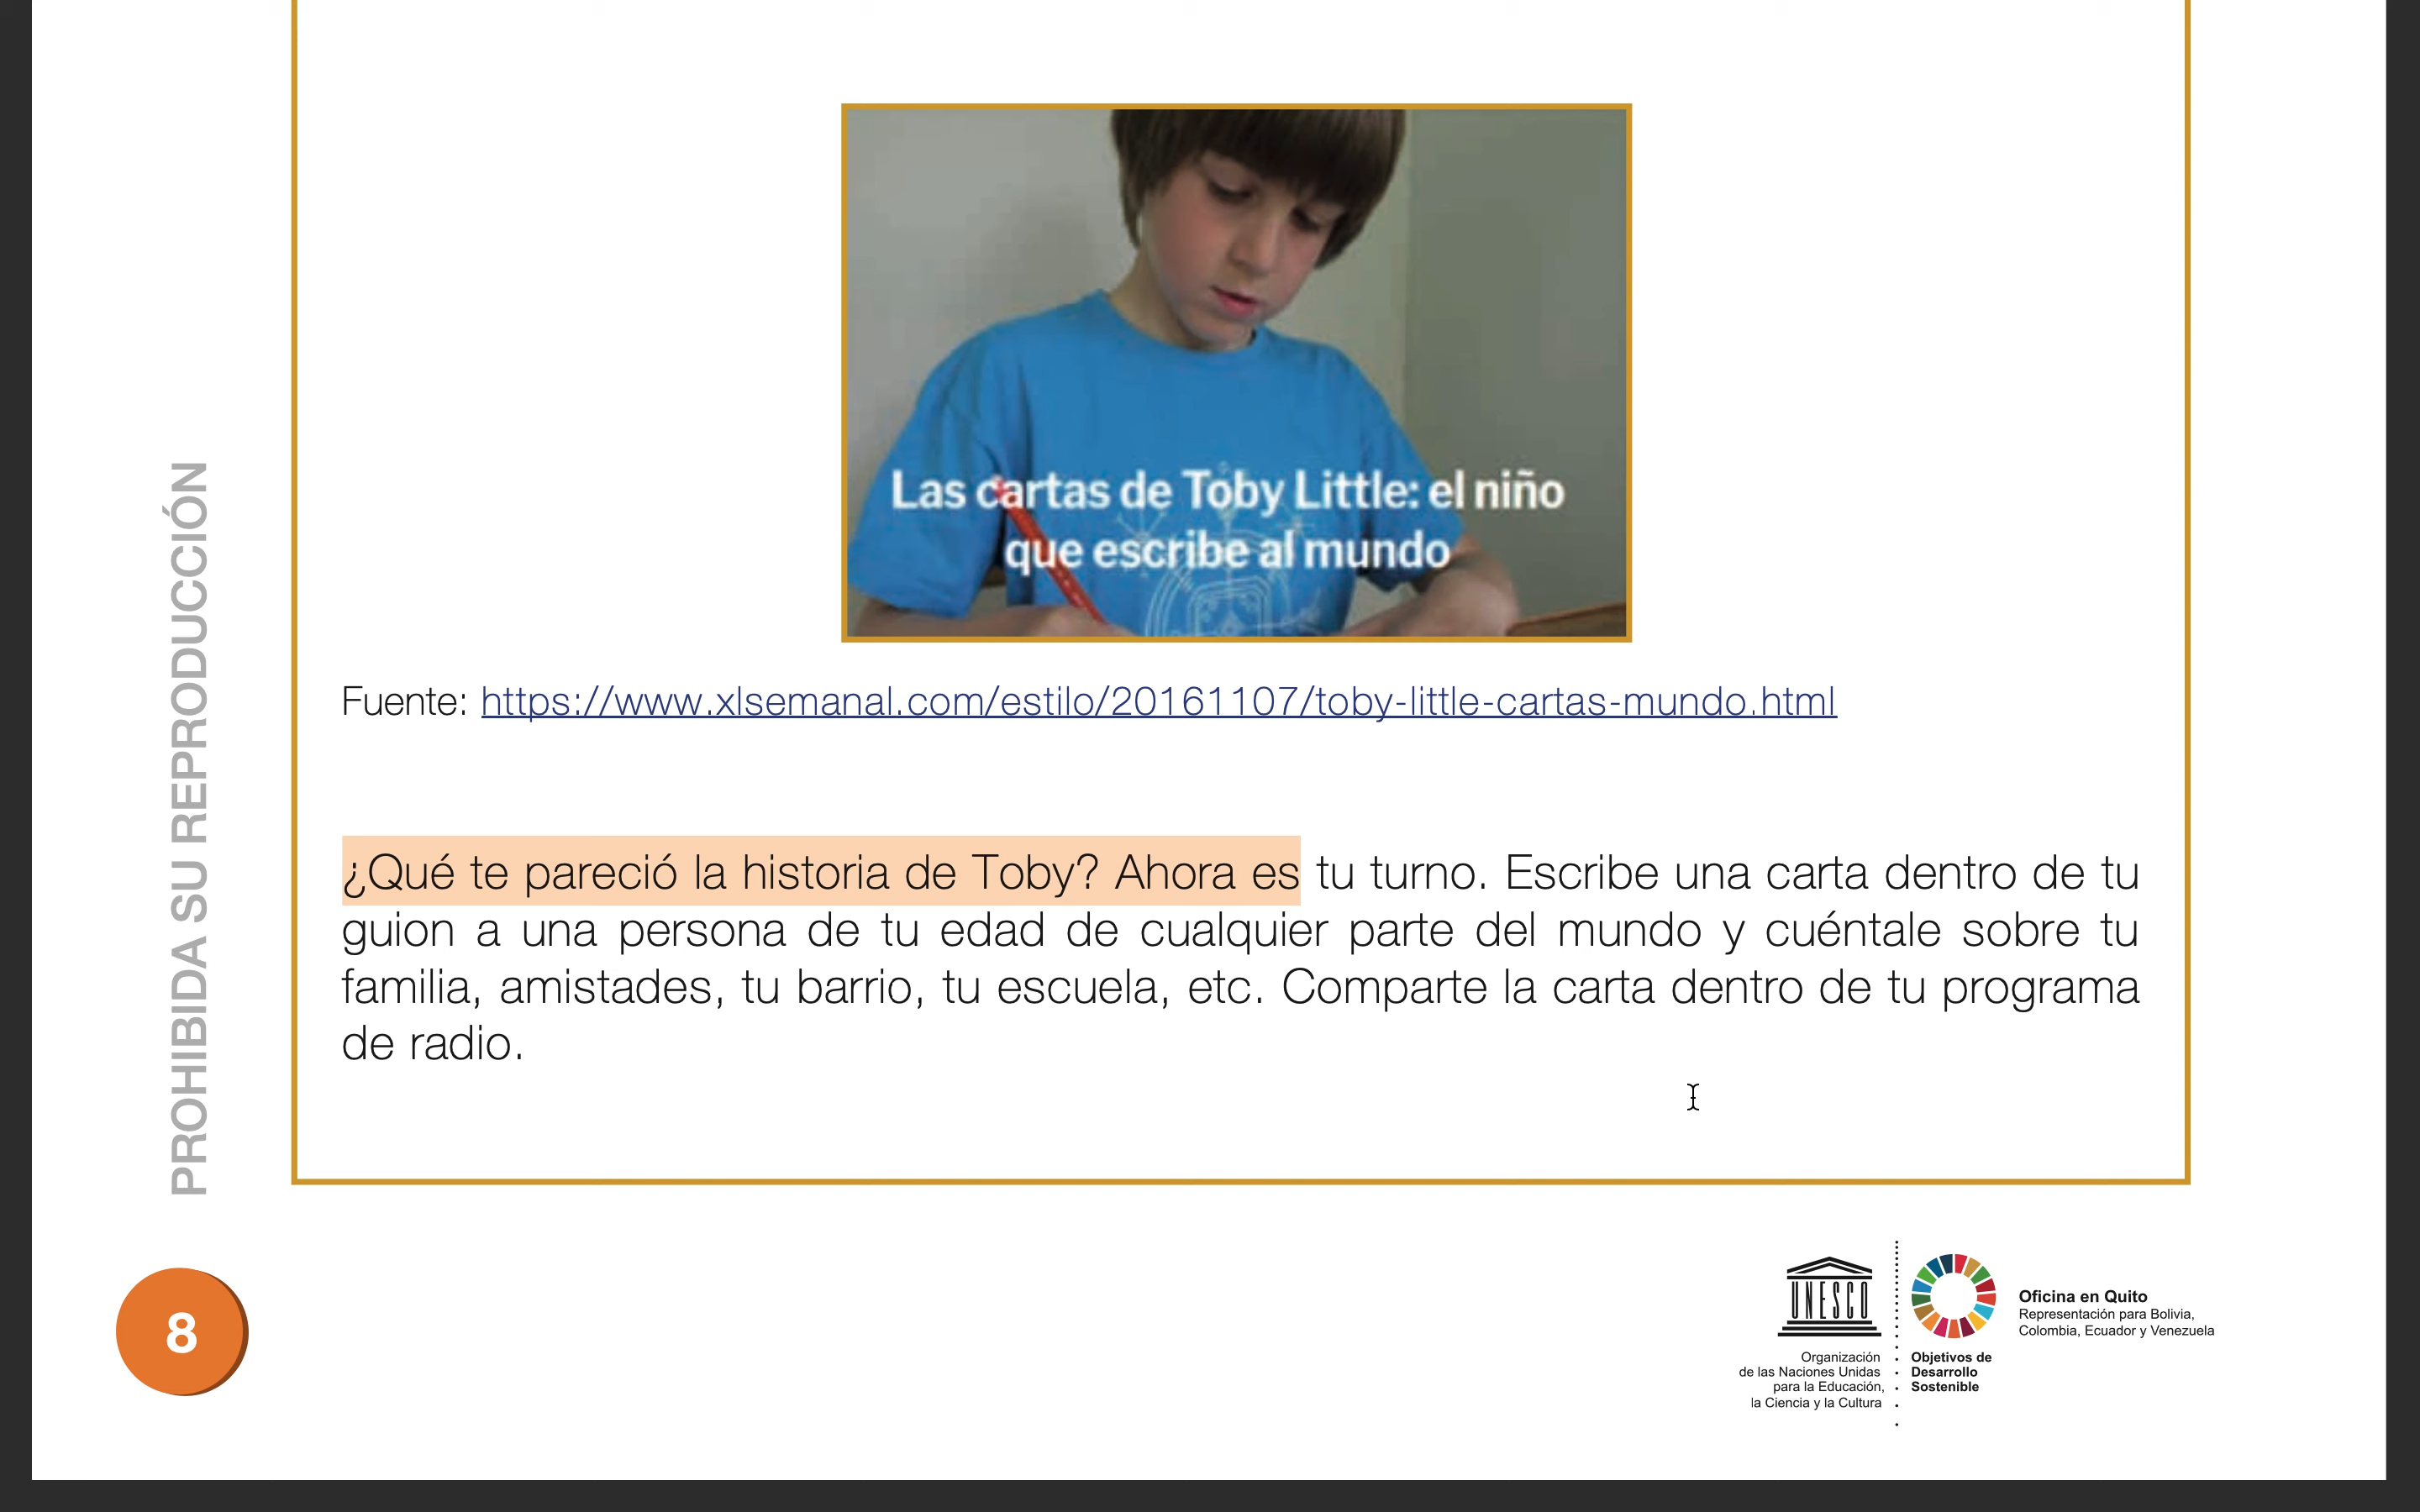 Las cartas de Toby Little: el niño
que escribe al mundo
Fuente: https://www.xlsemanal.com/estilo/20161107/toby-little-cartas-mundo.html
¿Qué te pareció la historia de Toby? Ahora es tu turno. Escribe una carta dentro de tu
guion a una persona de tu edad de cualquier parte del mundo y cuéntale sobre tu
familia, amistades, tu barrio, tu escuela, etc. Comparte la carta dentro de tu programa
de radio.
PROHIBIDA SU REPRODUCCIÓN
8
UNESCO
Organización
de las Naciones Unidas
para la Educación,
la Ciencia y la Cultura
Objetivos de
Desarrollo
Sostenible
Oficina en Quito
Representación para Bolivia,
Colombia, Ecuador y Venezuela